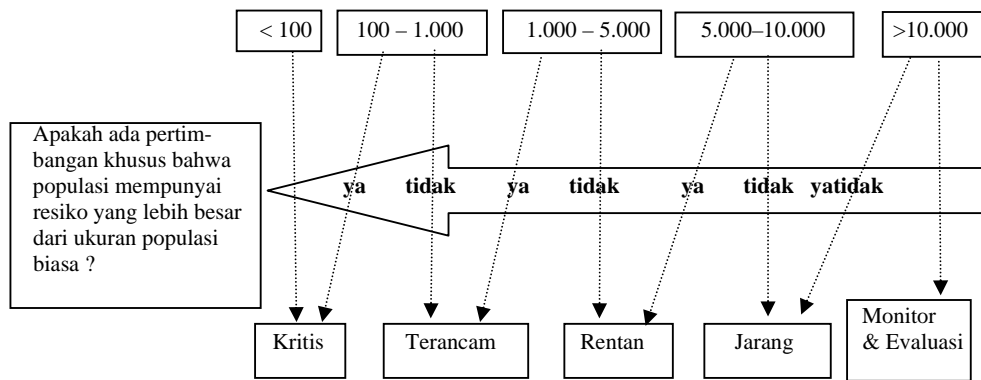 < 100 100 – 1.000 1.000 – 5.000 5.000–10.000 >10.000
Apakah ada pertim-
bangan khusus bahwa
populasi mempunyai
resiko yang lebih besar
dari ukuran populasi
biasa ?
ya tidak ya tidak ya tidak yatidak
Kritis Terancam Rentan Jarang Monitor
& Evaluasi